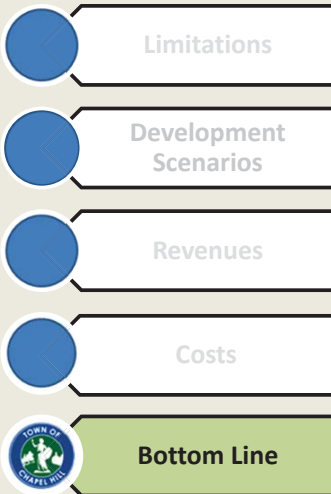 Limitations
Development
Scenarios
Revenues
Costs
TOWN OF
CHAPEL HILL
Bottom Line